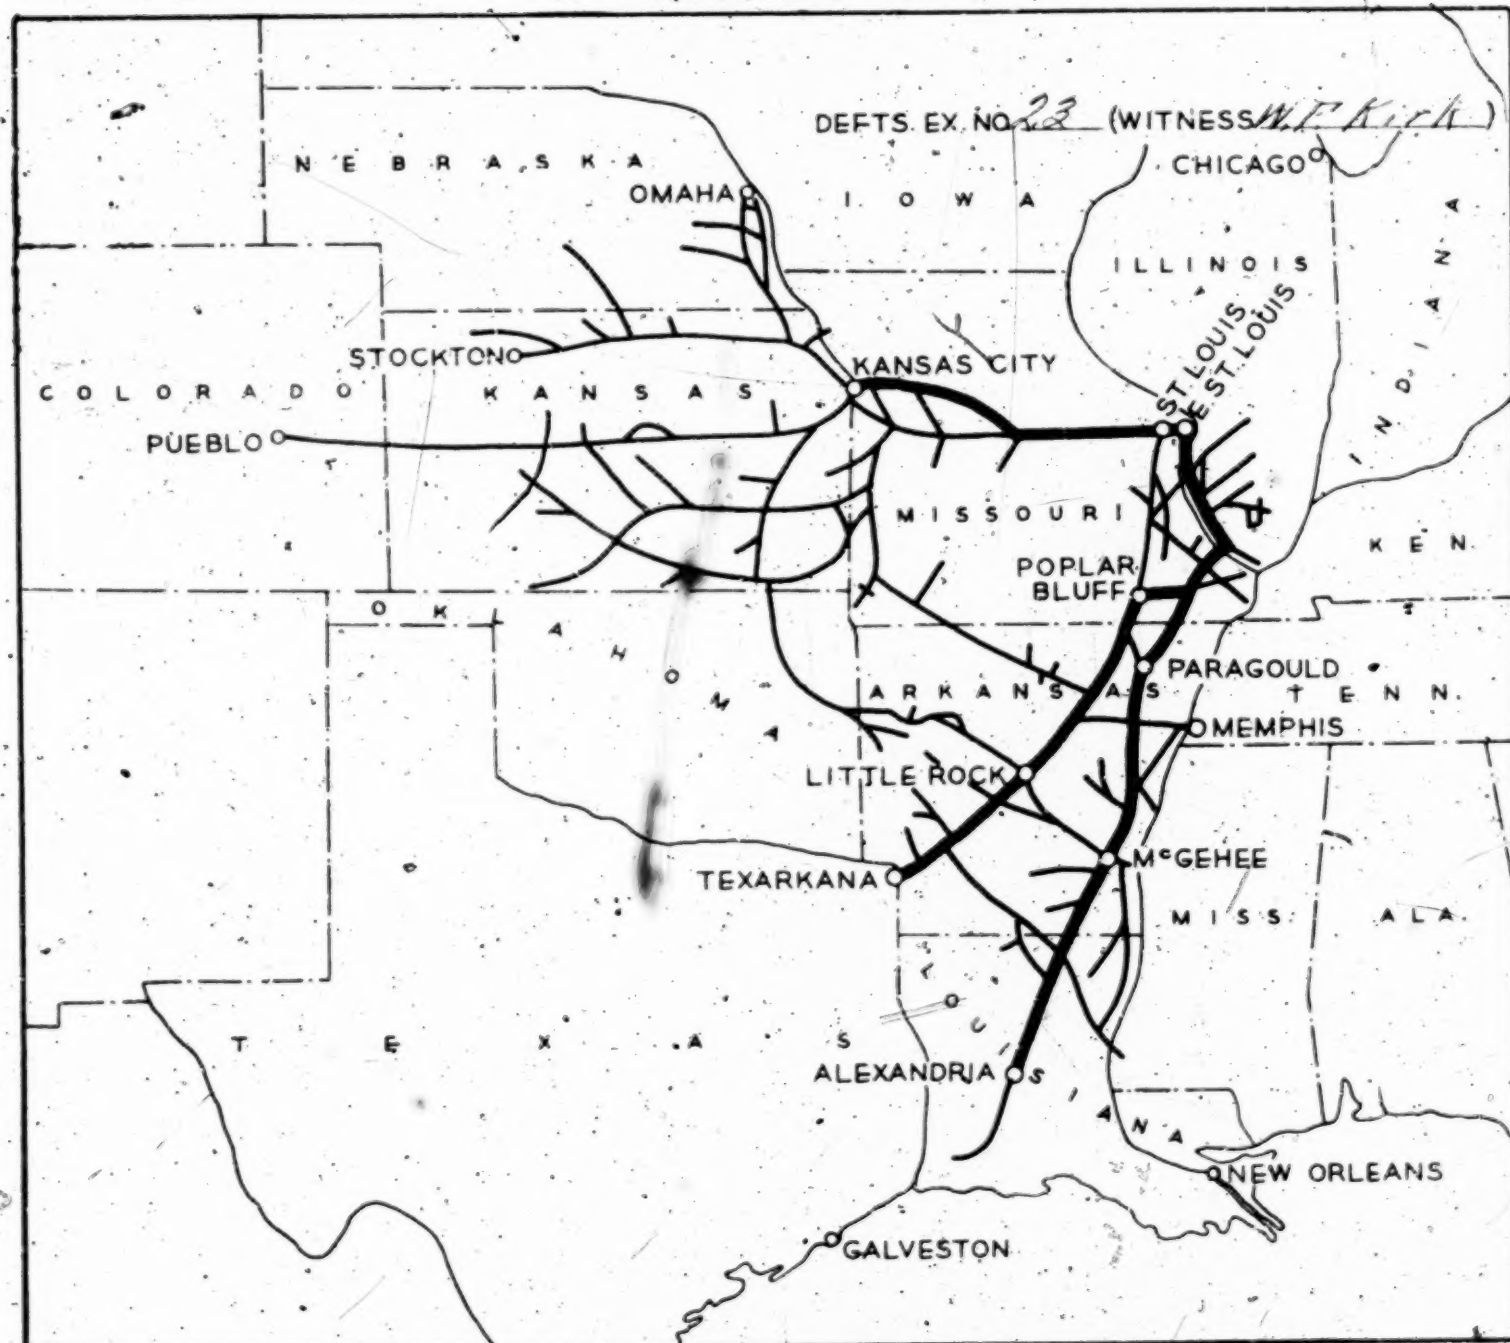 DEFTS. EX. NO. 23 (WITNESS W.F. Kirk)
CHICAGO
NEBRASKA
OMAHA
IOWA
ILLINOIS
INDIANA
ST. LOUIS
E. ST. LOUIS
STOCKTON
KANSAS CITY
COLORADO
KANSAS
PUEBLO
MISSOURI
KEN.
POPLAR
BLUFF
OKLAHOMA
PARAGOULD
ARKANSAS
TENN.
MEMPHIS
LITTLE ROCK
McGEHEE
TEXARKANA
MISS.
ALA.
LOUISIANA
TEXAS
ALEXANDRIA
NEW ORLEANS
GALVESTON